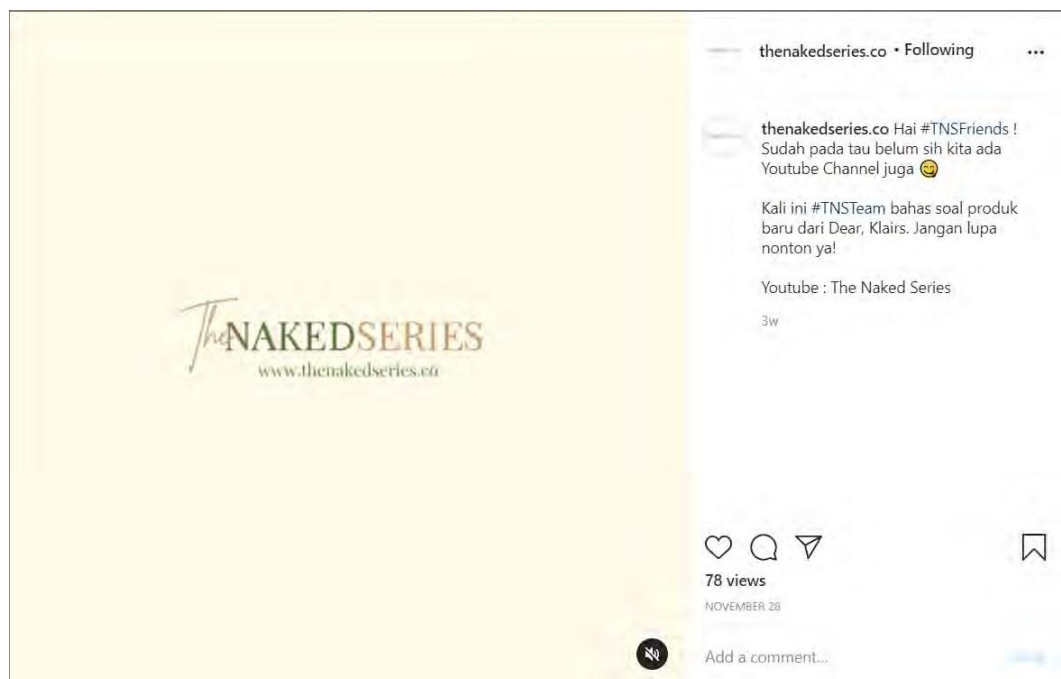 The NAKEDSERIES
www.thenakedseries.co
thenakedseries.co • Following
thenakedseries.co Hai #TNSFriends !
Sudah pada tau belum sih kita ada
Youtube Channel juga 😋
Kali ini #TNSTeam bahas soal produk
baru dari Dear, Klairs. Jangan lupa
nonton ya!
Youtube : The Naked Series
3w
78 views
NOVEMBER 28
Add a comment...